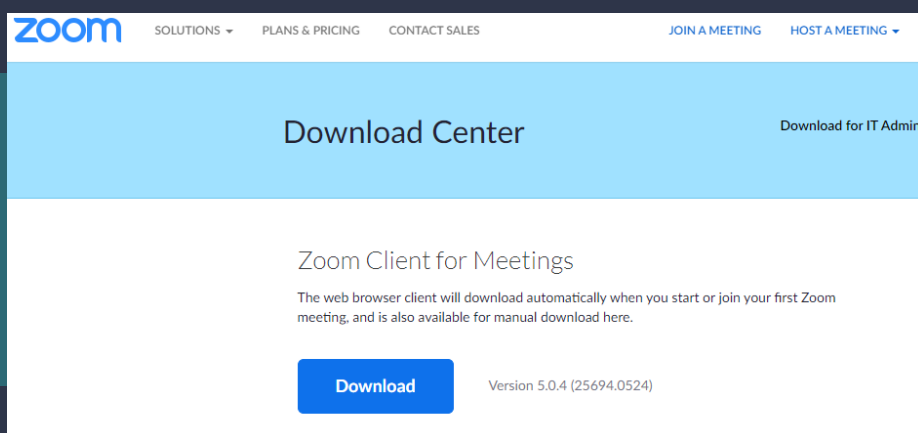 zoom SOLUTIONS PLANS & PRICING CONTACT SALES JOIN A MEETING HOST A MEETING
Download Center
Download for IT Admin
Zoom Client for Meetings
The web browser client will download automatically when you start or join your first Zoom
meeting, and is also available for manual download here.
Download Version 5.0.4 (25694.0524)